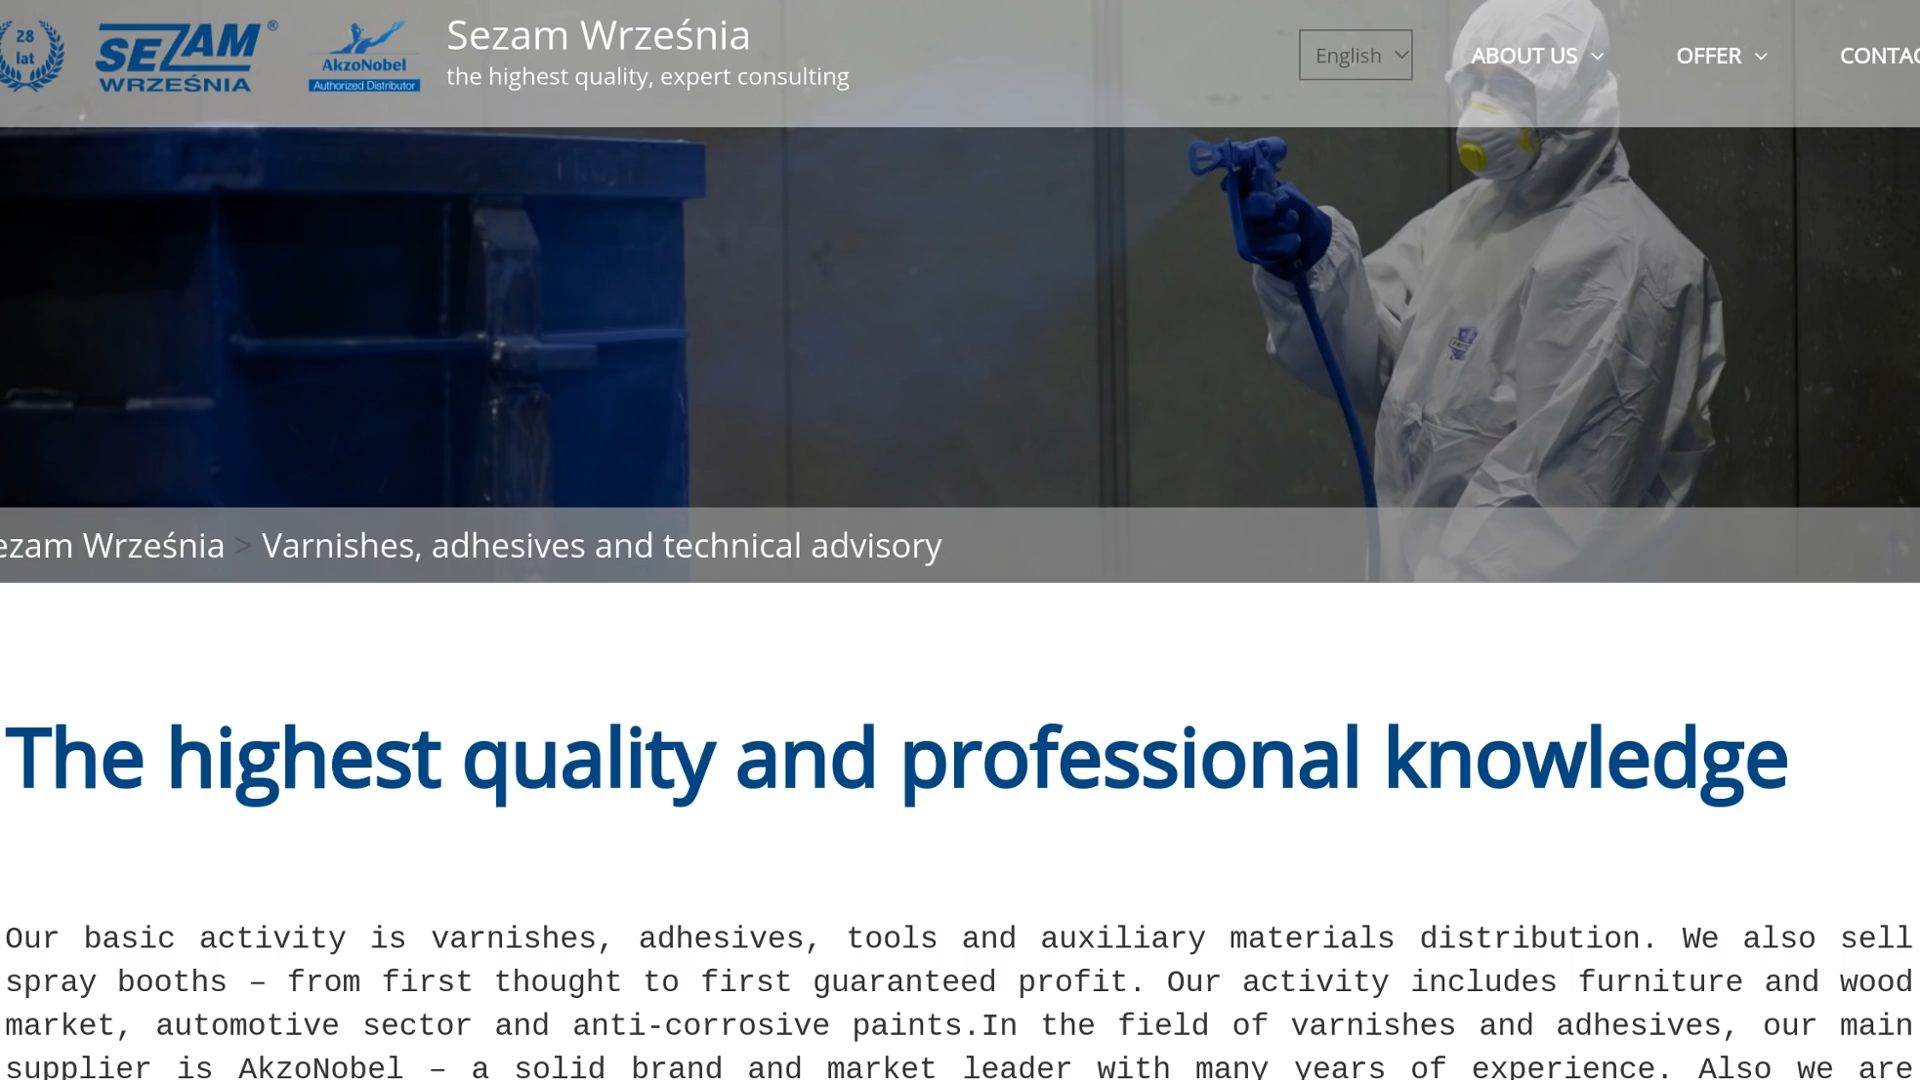 28
lat
SEZAM®
WRZEŚNIA
AkzoNobel
Authorized Distributor
Sezam Września
the highest quality, expert consulting
English
ABOUT US
OFFER
Sezam Września > Varnishes, adhesives and technical advisory
The highest quality and professional knowledge
Our basic activity is varnishes, adhesives, tools and auxiliary materials distribution. We also sell
spray booths – from first thought to first guaranteed profit. Our activity includes furniture and wood
market, automotive sector and anti-corrosive paints.In the field of varnishes and adhesives, our main
supplier is AkzoNobel – a solid brand and market leader with many years of experience. Also we are